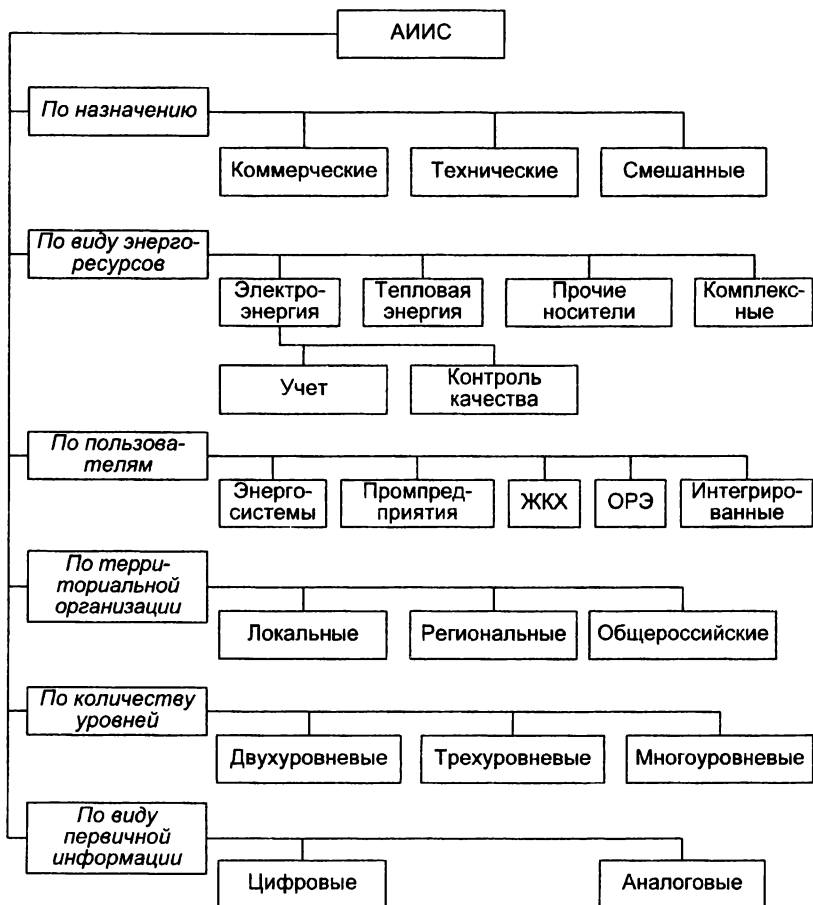 АИИС
По назначению
Коммерческие
Технические
Смешанные
По виду энерго-
ресурсов
Электро-
энергия
Тепловая
энергия
Прочие
носители
Комплекс-
ные
Учет
Контроль
качества
По пользова-
телям
Энерго-
системы
Промпред-
приятия
ЖКХ
ОРЭ
Интегриро-
ванные
По терри-
ториальной
организации
Локальные
Региональные
Общероссийские
По количеству
уровней
Двухуровневые
Трехуровневые
Многоуровневые
По виду
первичной
информации
Цифровые
Аналоговые